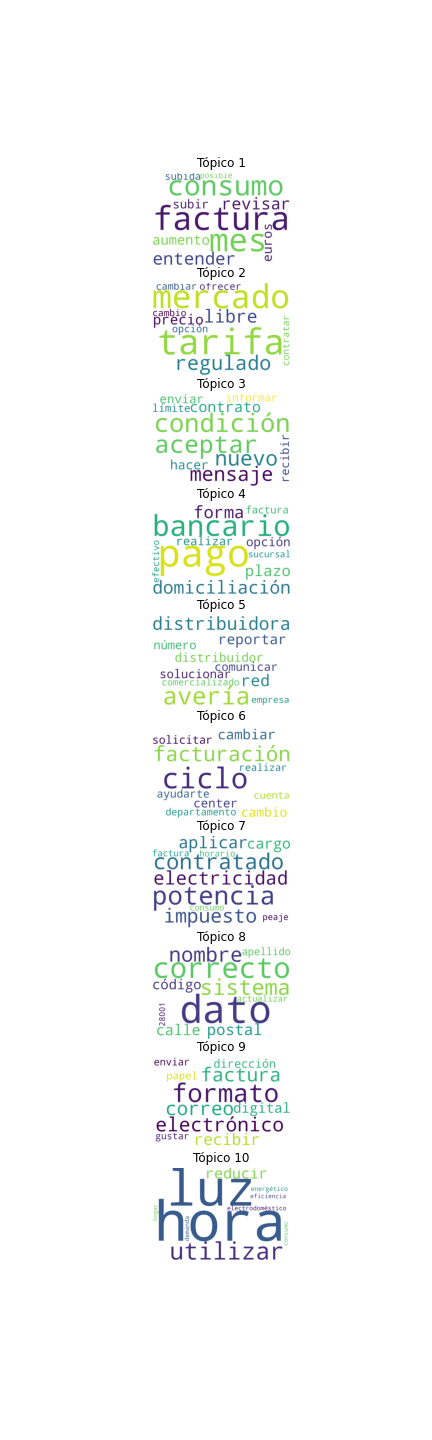 Tópico 1
subida posible
consumo
subir revisar
factura
aumento mes euros
entender
Tópico 2
cambiar ofrecer
mercado
cambio
precio libre
opción
tarifa contratar
regulado
Tópico 3
enviar informar
límite contrato
condición
aceptar
hacer nuevo recibir
mensaje
Tópico 4
forma factura
bancario
realizar opción
pago sucursal
efectivo plazo
domiciliación
Tópico 5
distribuidora
número reportar
distribuidor
solucionar comunicar
comercializado red
avería empresa
Tópico 6
solicitar cambiar
facturación
ciclo realizar
ayudarte cuenta
center
departamento cambio
Tópico 7
aplicar cargo
factura horario
contratado
electricidad
potencia
consumo
impuesto peaje
Tópico 8
nombre apellido
correcto
código sistema
actualizar
28001 dato
calle postal
Tópico 9
enviar dirección
papel factura
formato
correo digital
electrónico
gustar recibir
Tópico 10
reducir
luz energético
eficiencia
hogar hora electrodoméstico
demanda consumo
utilizar